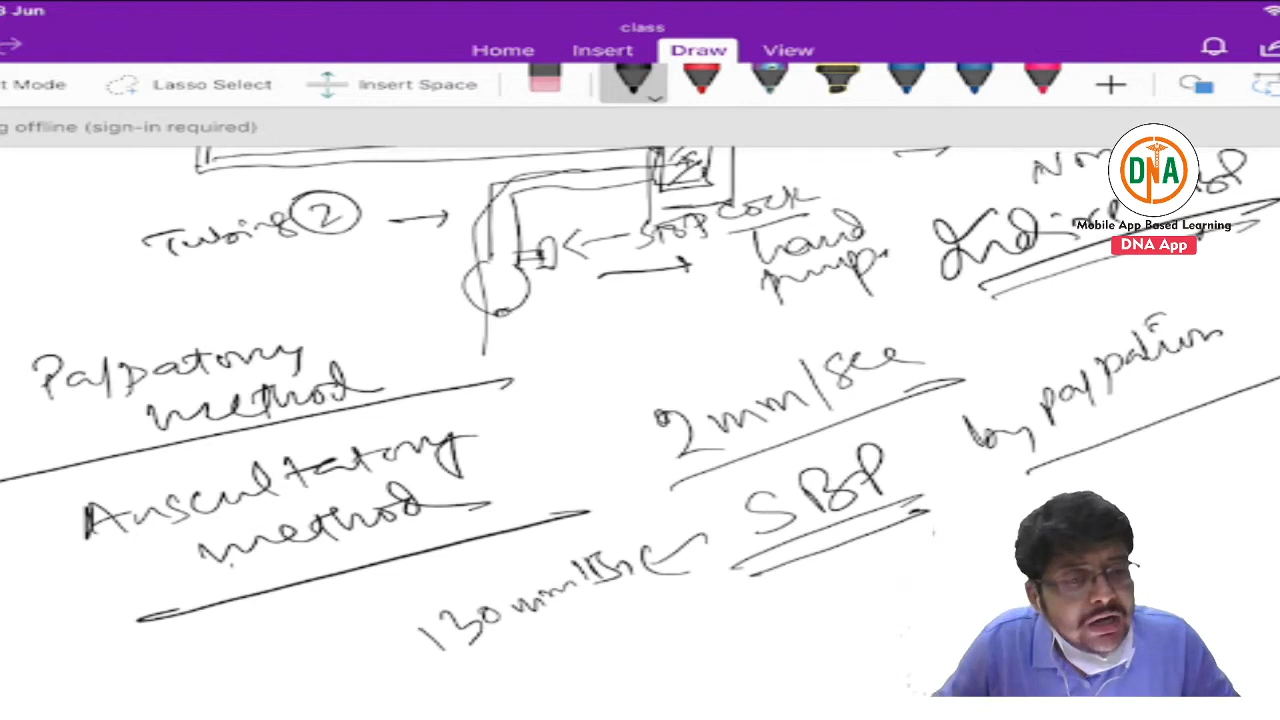 3 Jun
class
Home Insert Draw View
rt Mode Lasso Select Insert Space
g offline (sign-in required)
DNA
Mobile App Based Learning
DNA App
Tubing 2
stop cock
hand
pump
Palpatory
method
2mm/sec
by palpation
Auscultatory
method
SBP
130 mm